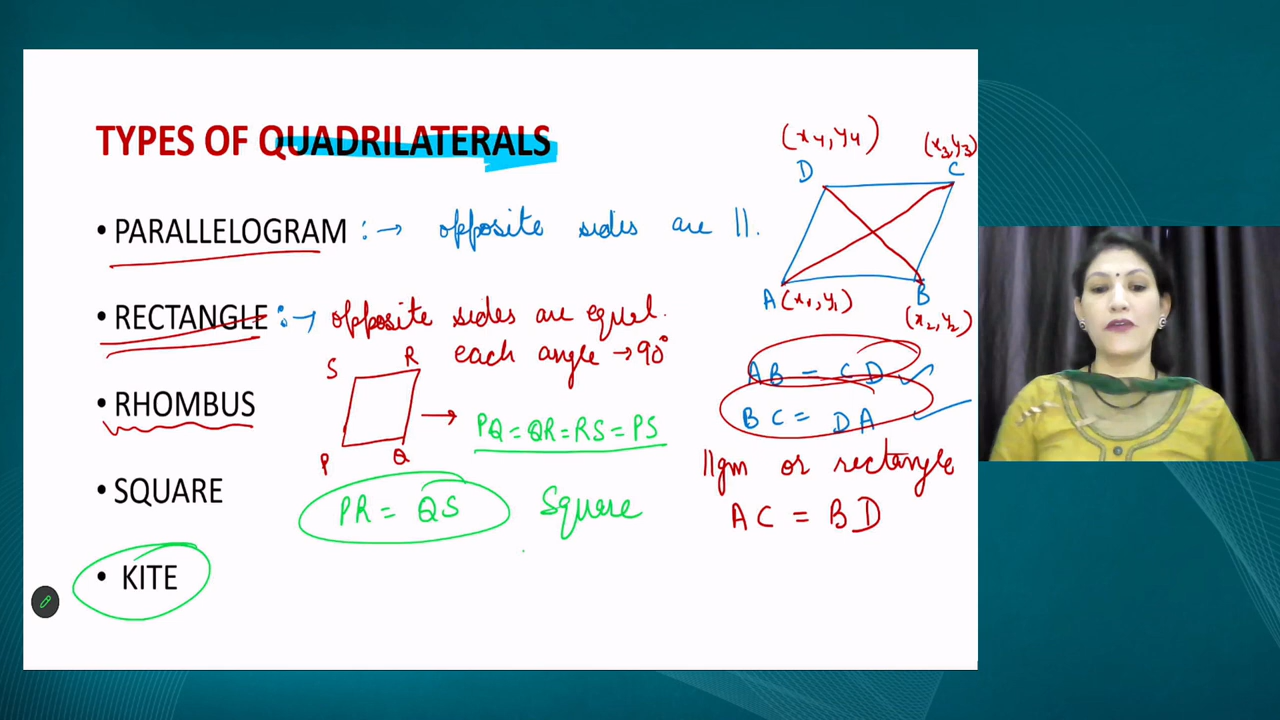 TYPES OF QUADRILATERALS
(x4, y4)
(x3, y3)
D
C
• PARALLELOGRAM :→ opposite sides are ||.
A (x1, y1)
B
(x2, y2)
• RECTANGLE :→ opposite sides are equal.
each angle → 90°
S
R
AB = CD ✓
• RHOMBUS
→ PQ = QR = RS = PS
BC = DA
P
Q
||gm or rectangle
• SQUARE
PR = QS
Square
AC = BD
• KITE